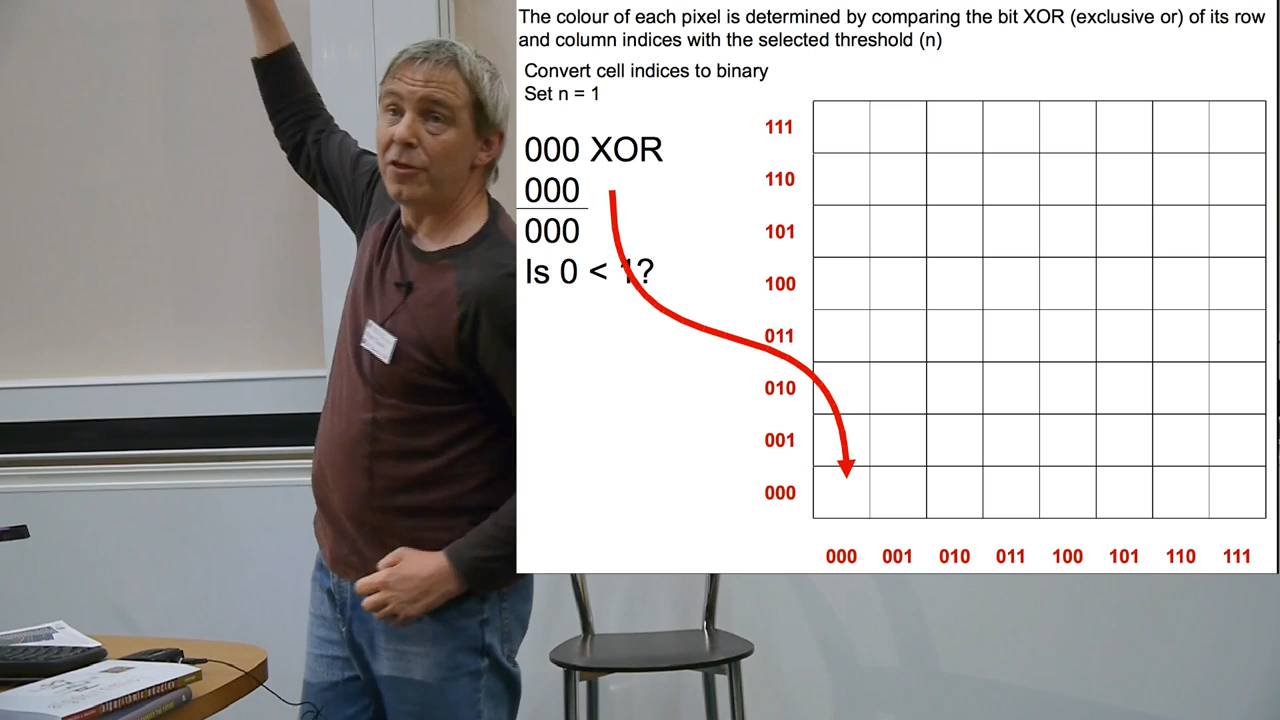 The colour of each pixel is determined by comparing the bit XOR (exclusive or) of its row
and column indices with the selected threshold (n)
Convert cell indices to binary
Set n = 1
000 XOR
000
000
Is 0 < 1?
111
110
101
100
011
010
001
000
000 001 010 011 100 101 110 111